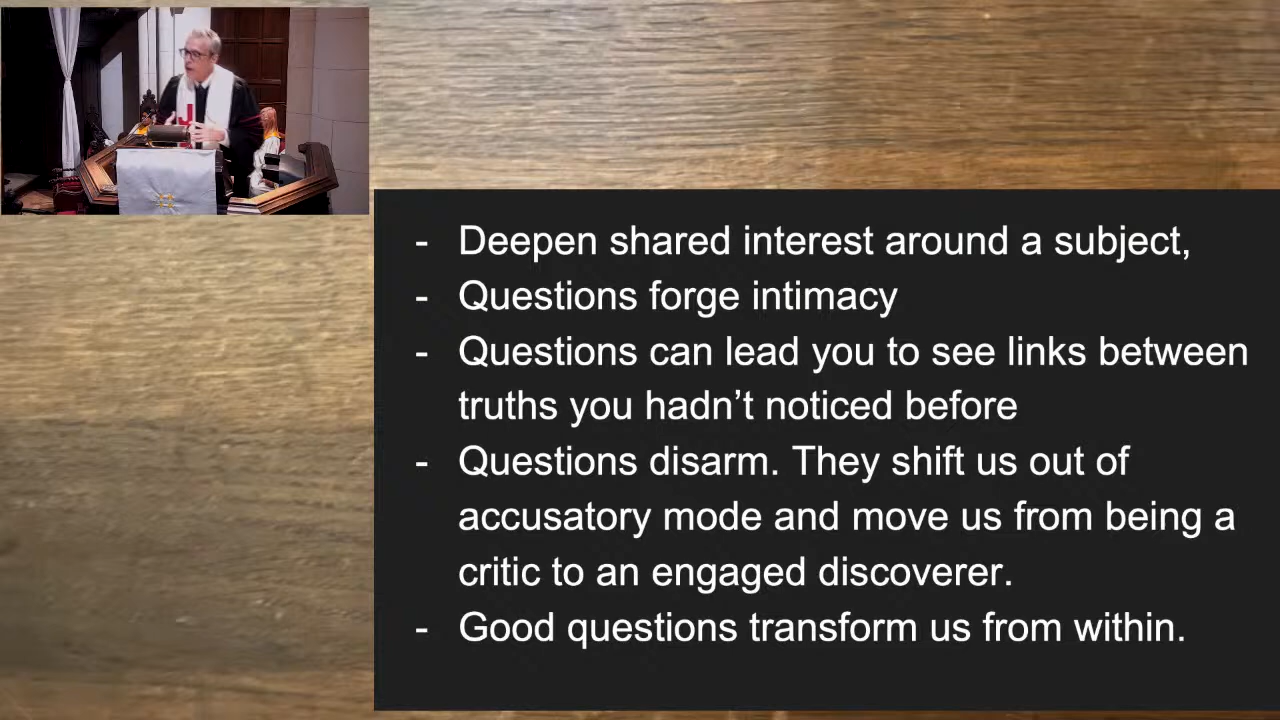 - Deepen shared interest around a subject,
- Questions forge intimacy
- Questions can lead you to see links between
truths you hadn’t noticed before
- Questions disarm. They shift us out of
accusatory mode and move us from being a
critic to an engaged discoverer.
- Good questions transform us from within.